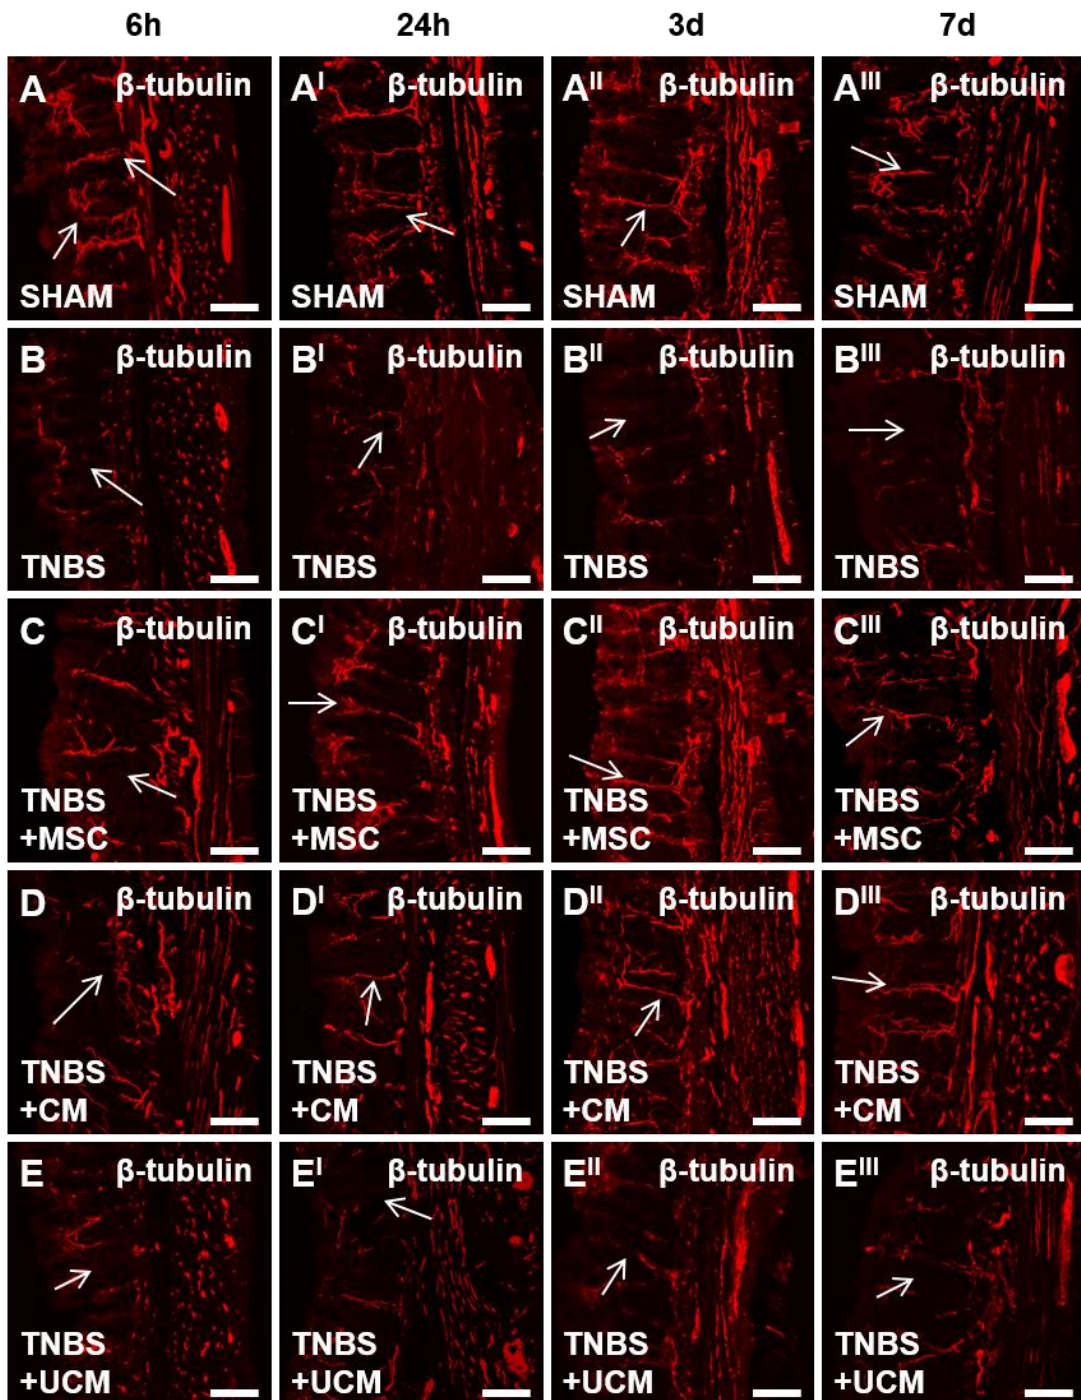 6h 24h 3d 7d
A β-tubulin Aᴵ β-tubulin Aᴵᴵ β-tubulin Aᴵᴵᴵ β-tubulin
SHAM SHAM SHAM SHAM
B β-tubulin Bᴵ β-tubulin Bᴵᴵ β-tubulin Bᴵᴵᴵ β-tubulin
TNBS TNBS TNBS TNBS
C β-tubulin Cᴵ β-tubulin Cᴵᴵ β-tubulin Cᴵᴵᴵ β-tubulin
TNBS TNBS TNBS TNBS
+MSC +MSC +MSC +MSC
D β-tubulin Dᴵ β-tubulin Dᴵᴵ β-tubulin Dᴵᴵᴵ β-tubulin
TNBS TNBS TNBS TNBS
+CM +CM +CM +CM
E β-tubulin Eᴵ β-tubulin Eᴵᴵ β-tubulin Eᴵᴵᴵ β-tubulin
TNBS TNBS TNBS TNBS
+UCM +UCM +UCM +UCM